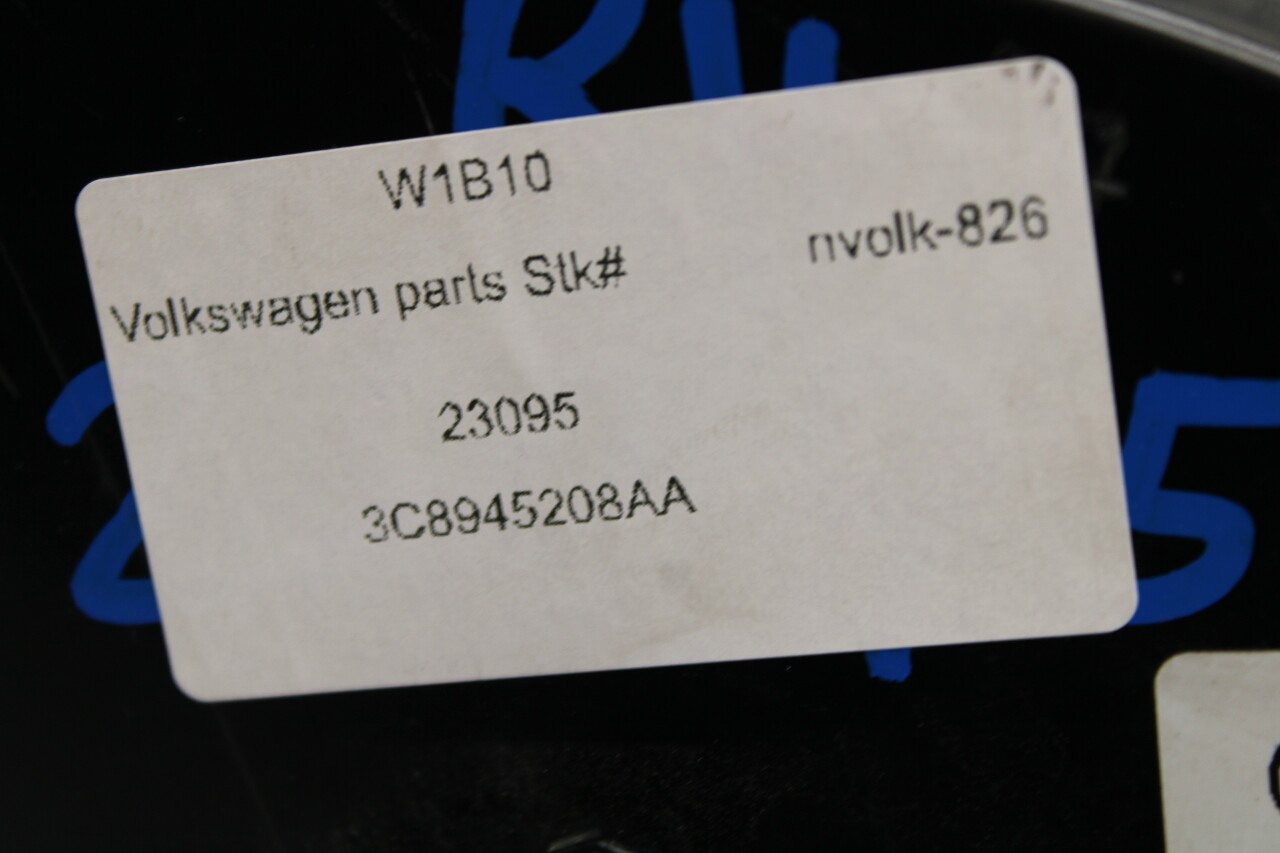 W1B10
nvolk-826
Volkswagen parts Stk#
23095
3C8945208AA